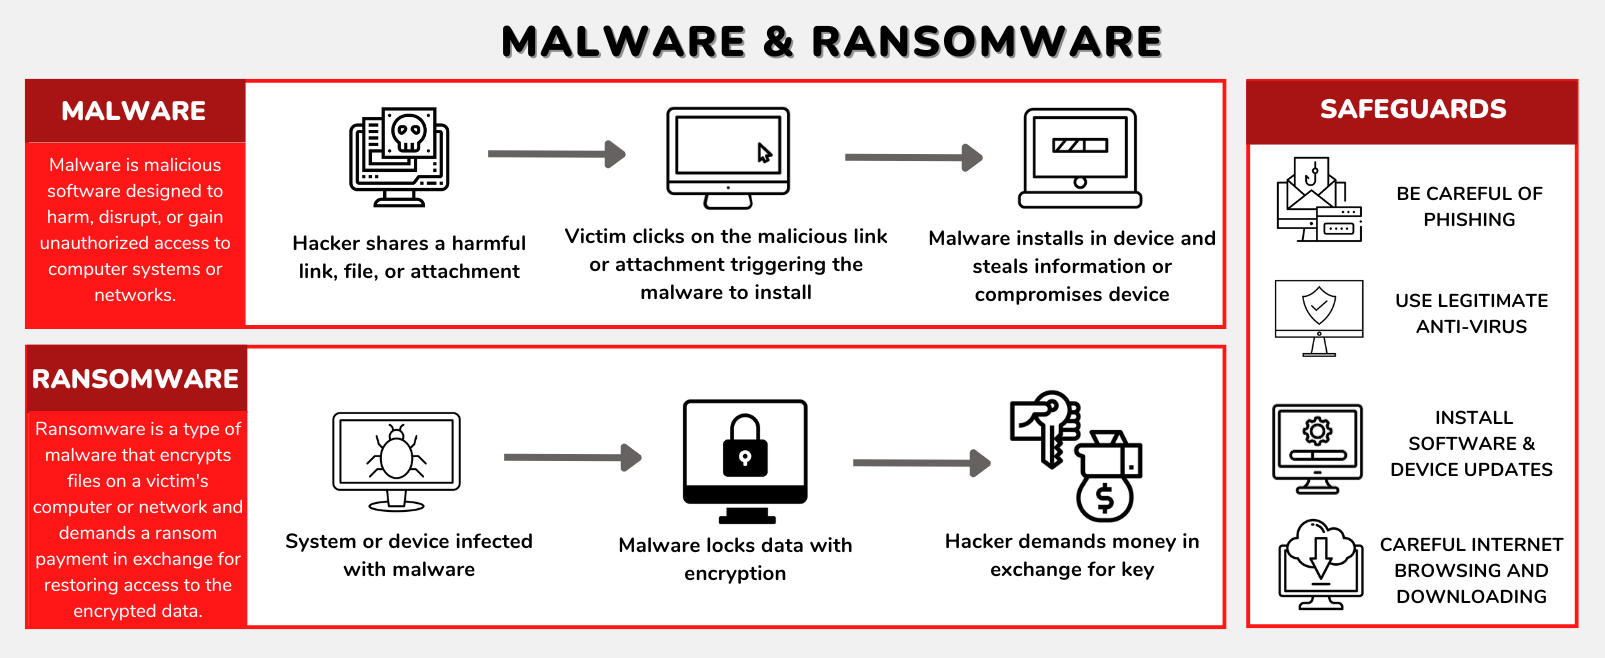 MALWARE & RANSOMWARE
MALWARE
Malware is malicious
software designed to
harm, disrupt, or gain
unauthorized access to
computer systems or
networks.
Hacker shares a harmful
link, file, or attachment
Victim clicks on the malicious link
or attachment triggering the
malware to install
Malware installs in device and
steals information or
compromises device
RANSOMWARE
Ransomware is a type of
malware that encrypts
files on a victim's
computer or network and
demands a ransom
payment in exchange for
restoring access to the
encrypted data.
System or device infected
with malware
Malware locks data with
encryption
$
Hacker demands money in
exchange for key
SAFEGUARDS
BE CAREFUL OF
PHISHING
USE LEGITIMATE
ANTI-VIRUS
INSTALL
SOFTWARE &
DEVICE UPDATES
CAREFUL INTERNET
BROWSING AND
DOWNLOADING